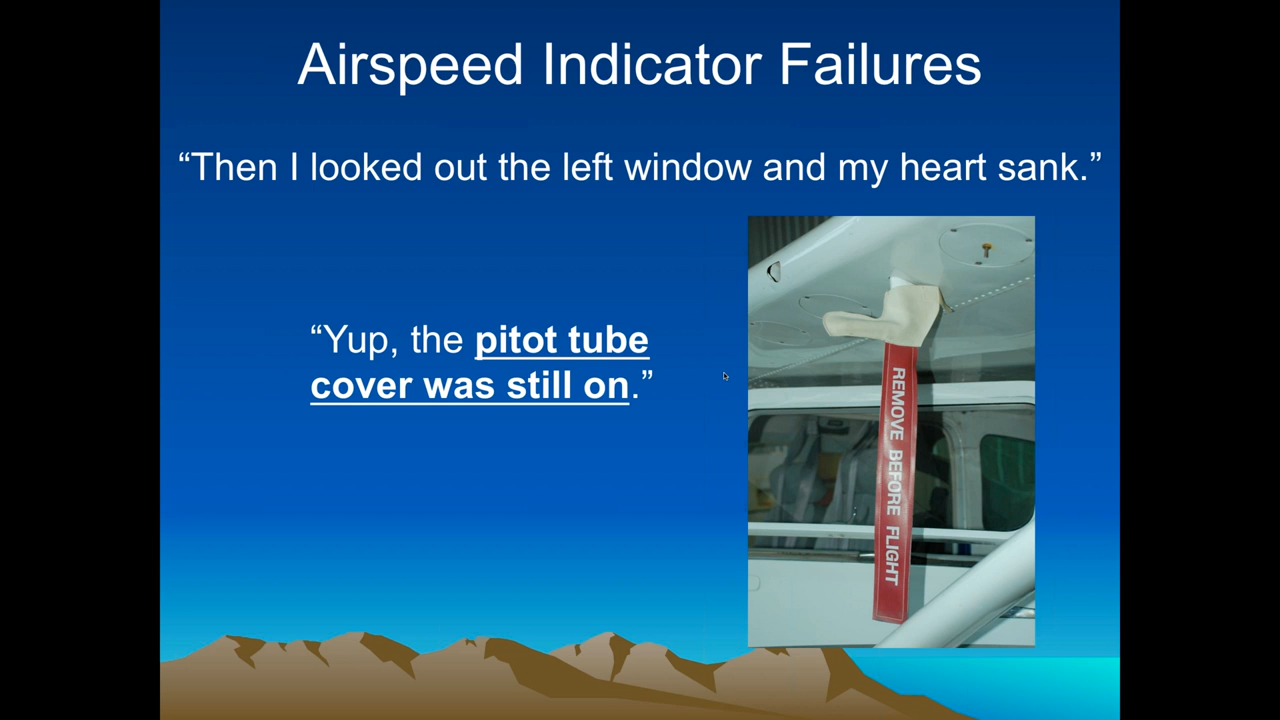 Airspeed Indicator Failures
“Then I looked out the left window and my heart sank.”
“Yup, the pitot tube
cover was still on.”
REMOVE BEFORE FLIGHT